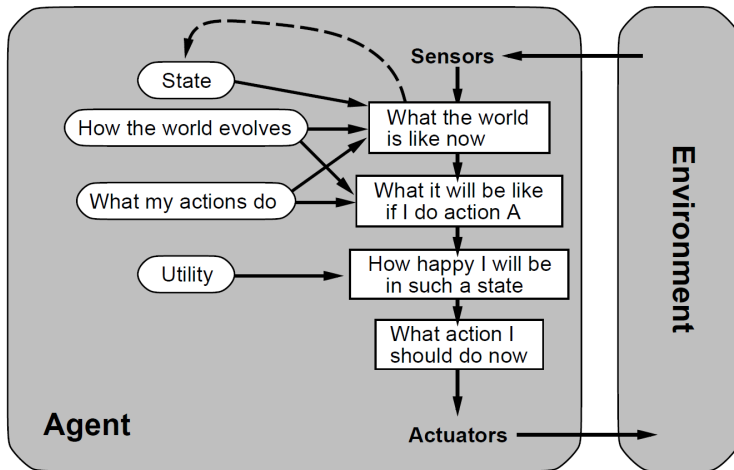 Sensors
State
What the world
is like now
How the world evolves
What my actions do
What it will be like
if I do action A
Utility
How happy I will be
in such a state
What action I
should do now
Agent
Actuators
Environment